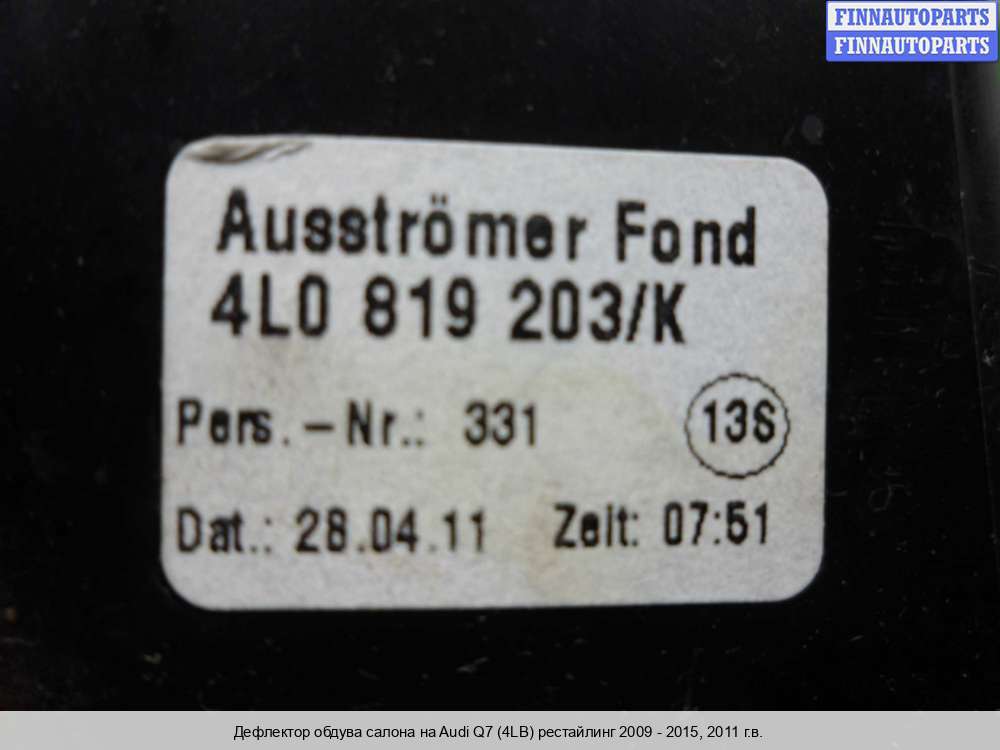 FINNAUTOPARTS
FINNAUTOPARTS
Ausströmer Fond
4L0 819 203/K
Pers.-Nr.: 331
13S
Dat.: 28.04.11 Zeit: 07:51
Дефлектор обдува салона на Audi Q7 (4LB) рестайлинг 2009 - 2015, 2011 г.в.